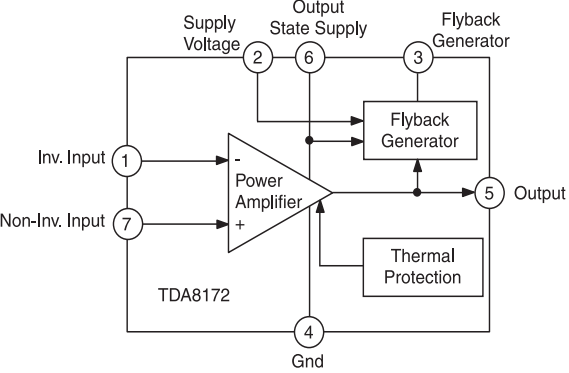 Output
State Supply
Supply
Voltage
Flyback
Generator
2
6
3
Flyback
Generator
Inv. Input
1
-
Power
Amplifier
5
Output
Non-Inv. Input
7
+
Thermal
Protection
TDA8172
4
Gnd